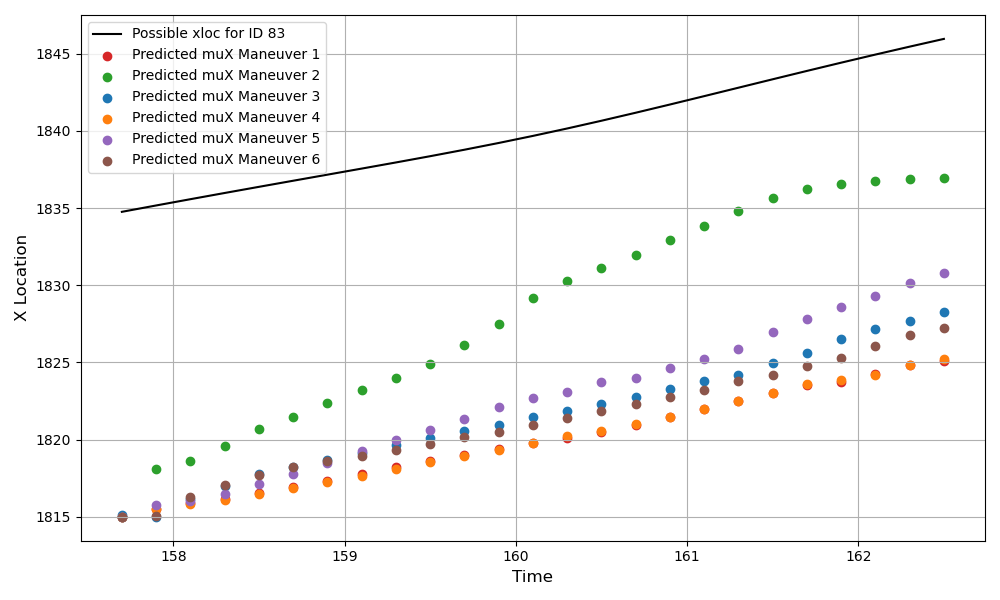 Possible xloc for ID 83
Predicted muX Maneuver 1
Predicted muX Maneuver 2
Predicted muX Maneuver 3
Predicted muX Maneuver 4
Predicted muX Maneuver 5
Predicted muX Maneuver 6
1845
1840
1835
1830
1825
1820
1815
X Location
158 159 160 161 162
Time